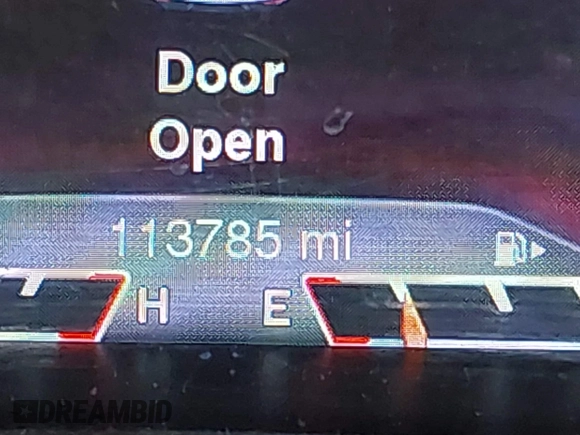 Door
Open
113785 mi
H E
DREAMBID